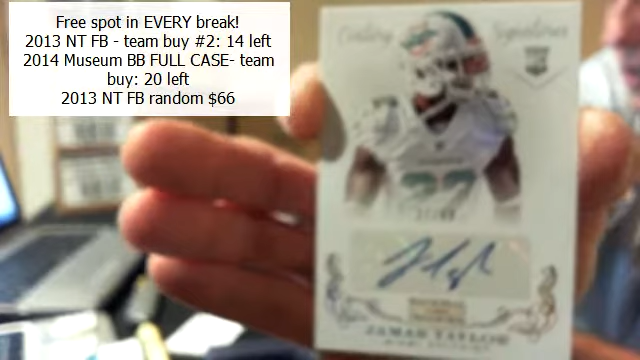 Free spot in EVERY break!
2013 NT FB - team buy #2: 14 left
2014 Museum BB FULL CASE- team
buy: 20 left
2013 NT FB random $66
Century Signatures
JAMAR TAYLOR